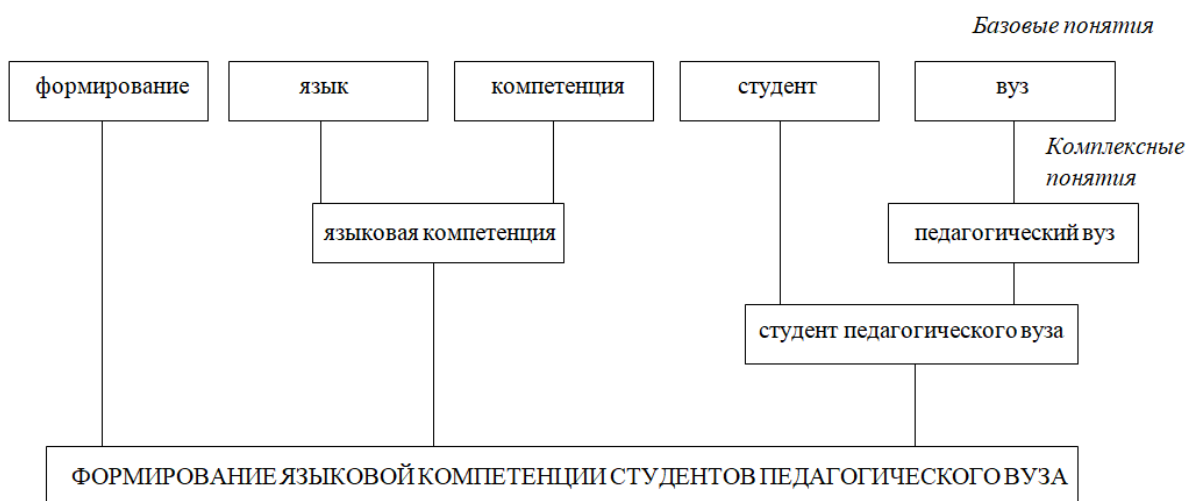 Базовые понятия
формирование
язык
компетенция
студент
вуз
Комплексные
понятия
языковая компетенция
педагогический вуз
студент педагогического вуза
ФОРМИРОВАНИЕ ЯЗЫКОВОЙ КОМПЕТЕНЦИИ СТУДЕНТОВ ПЕДАГОГИЧЕСКОГО ВУЗА